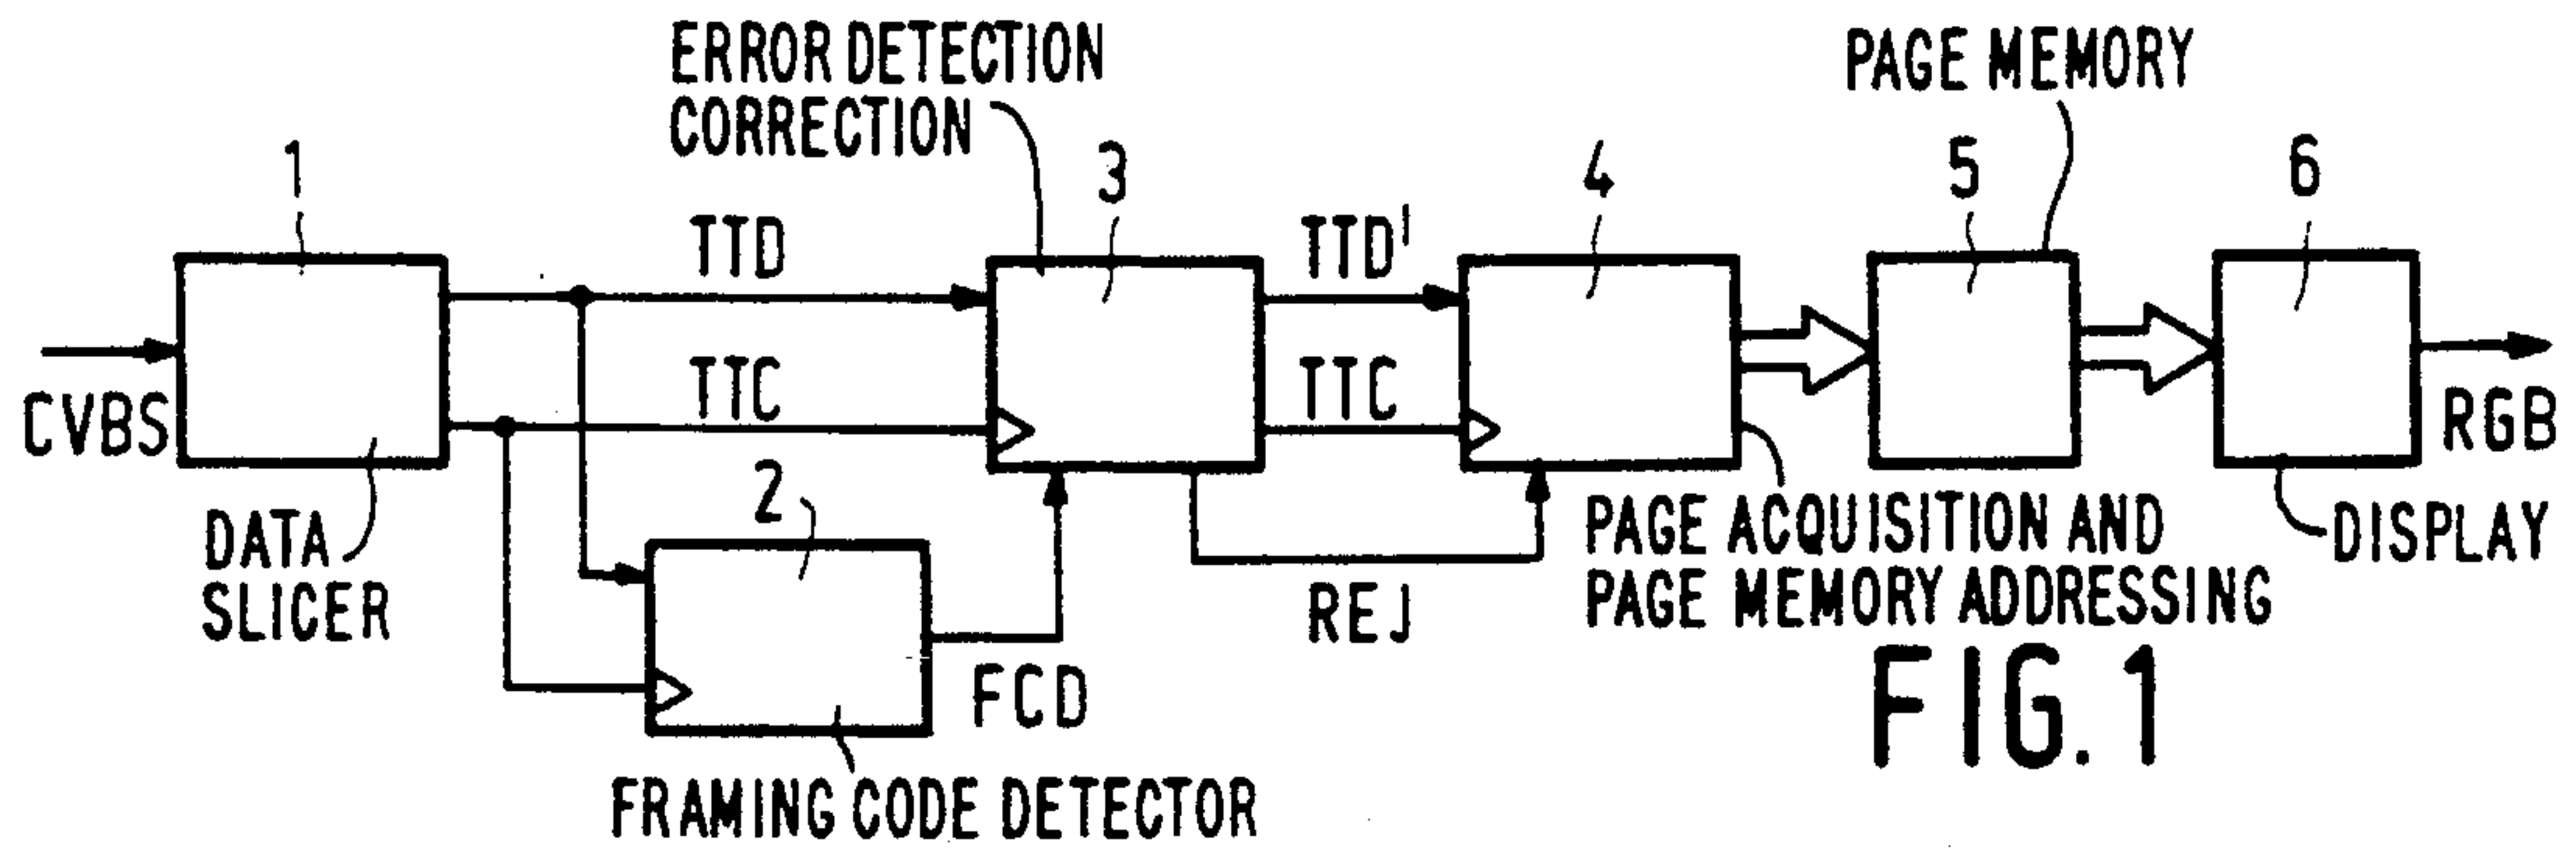 ERROR DETECTION
CORRECTION
PAGE MEMORY
1
3
4
5
6
TTD
TTD'
CVBS
TTC
TTC
RGB
DATA
SLICER
2
FCD
REJ
PAGE ACQUISITION AND
PAGE MEMORY ADDRESSING
DISPLAY
FRAMING CODE DETECTOR
FIG.1